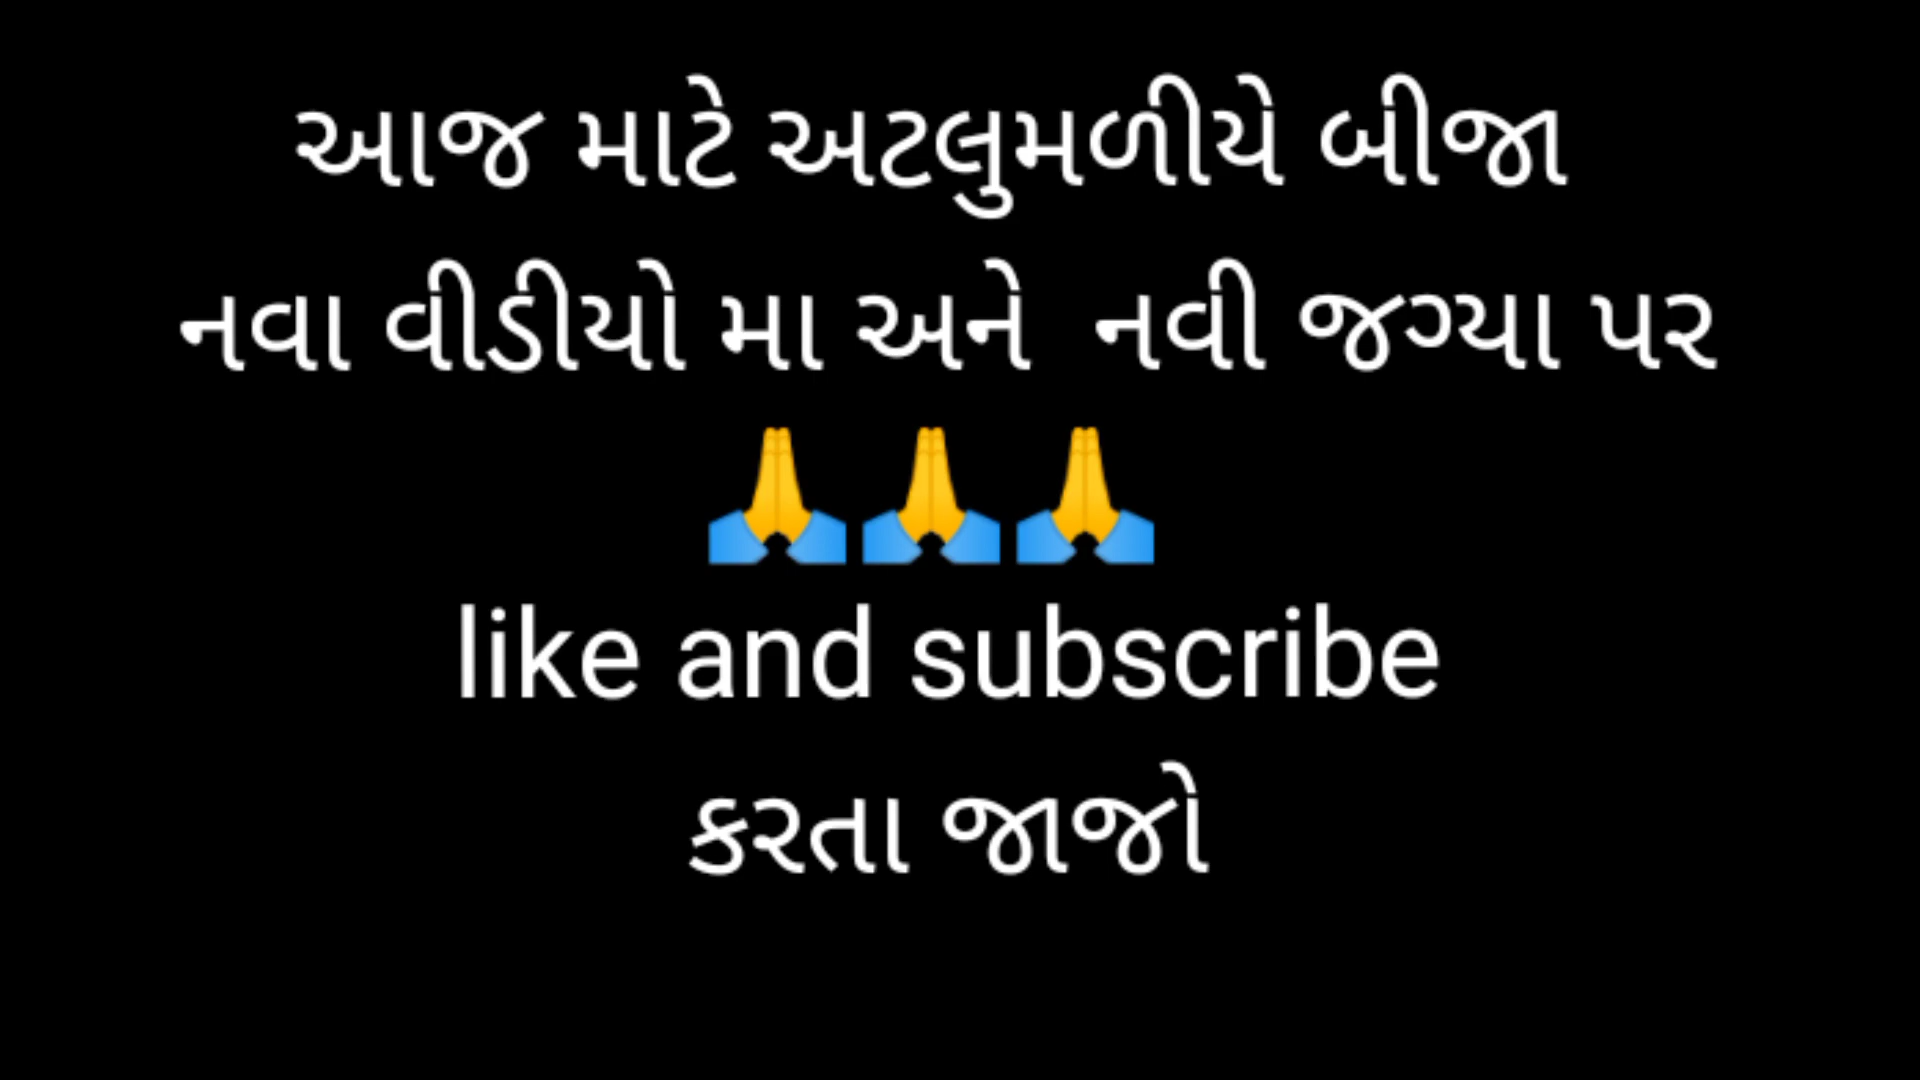 આજ માટે અટલુમળીયે બીજા
નવા વીડીયો મા અને  નવી જગ્યા પર
🙏🙏🙏
like and subscribe
કરતા જાજો